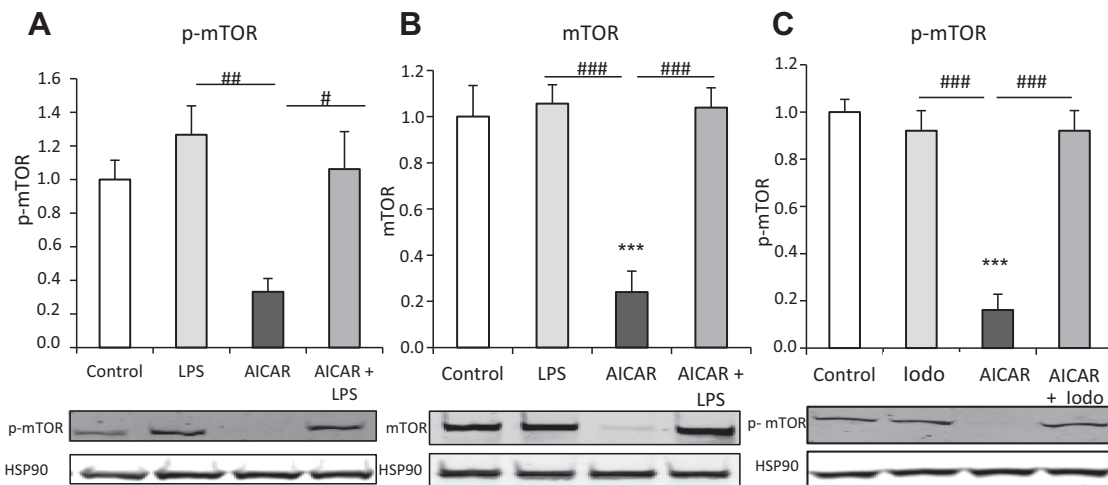 A
p-mTOR
p-mTOR
1.6
1.4
1.2
1.0
0.8
0.6
0.4
0.2
0.0
##
#
Control LPS AICAR AICAR +
LPS
p-mTOR
HSP90
B
mTOR
mTOR
1.2
1.0
0.8
0.6
0.4
0.2
0.0
###
###
***
Control LPS AICAR AICAR +
LPS
mTOR
HSP90
C
p-mTOR
p-mTOR
1.2
1.0
0.8
0.6
0.4
0.2
0.0
###
###
***
Control Iodo AICAR AICAR
+ Iodo
p- mTOR
HSP90